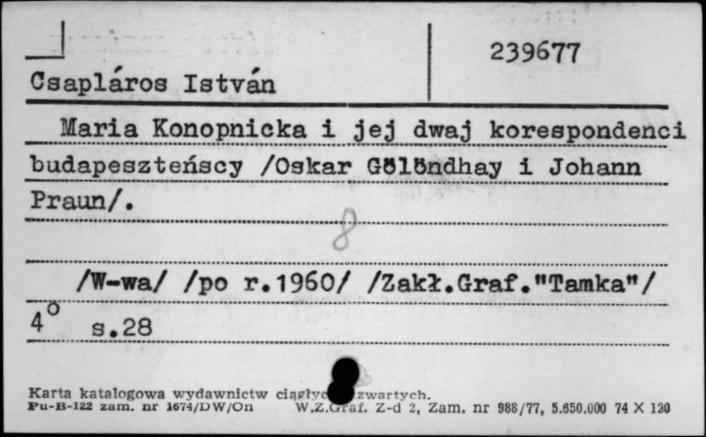 239677
Csapláros István
Maria Konopnicka i jej dwaj korespondenci
budapeszteńscy /Oskar Gölöndhay i Johann
Praun/.
8
/W-wa/ /po r.1960/ /Zakł.Graf."Tamka"/
4° s.28
Karta katalogowa wydawnictw zwartych.
Pu-B-122 zam. nr 1674/DW/On W.Z.Graf. Z-d 2, Zam. nr 988/77, 5.650.000 74 X 120